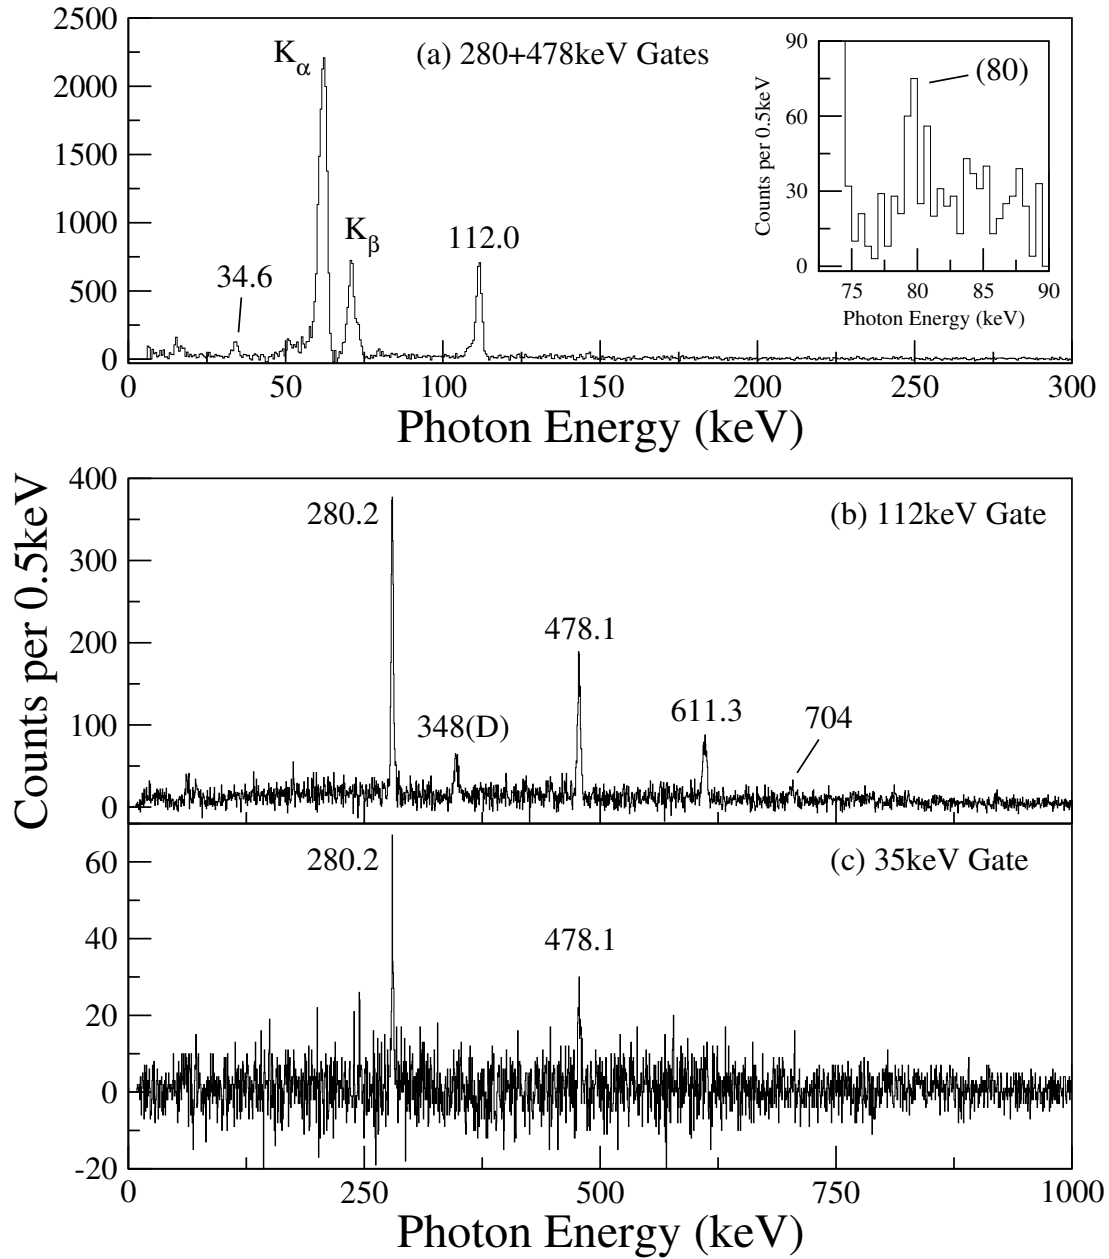 2500
2000
1500
1000
500
0
K
α
(a) 280+478keV Gates
K
β
34.6
112.0
0 50 100 150 200 250 300
Photon Energy (keV)
90
60
30
0
(80)
Counts per 0.5keV
75 80 85 90
Photon Energy (keV)
Counts per 0.5keV
400
300
200
100
0
280.2
(b) 112keV Gate
478.1
348(D)
611.3
704
60
40
20
0
-20
280.2
(c) 35keV Gate
478.1
0 250 500 750 1000
Photon Energy (keV)